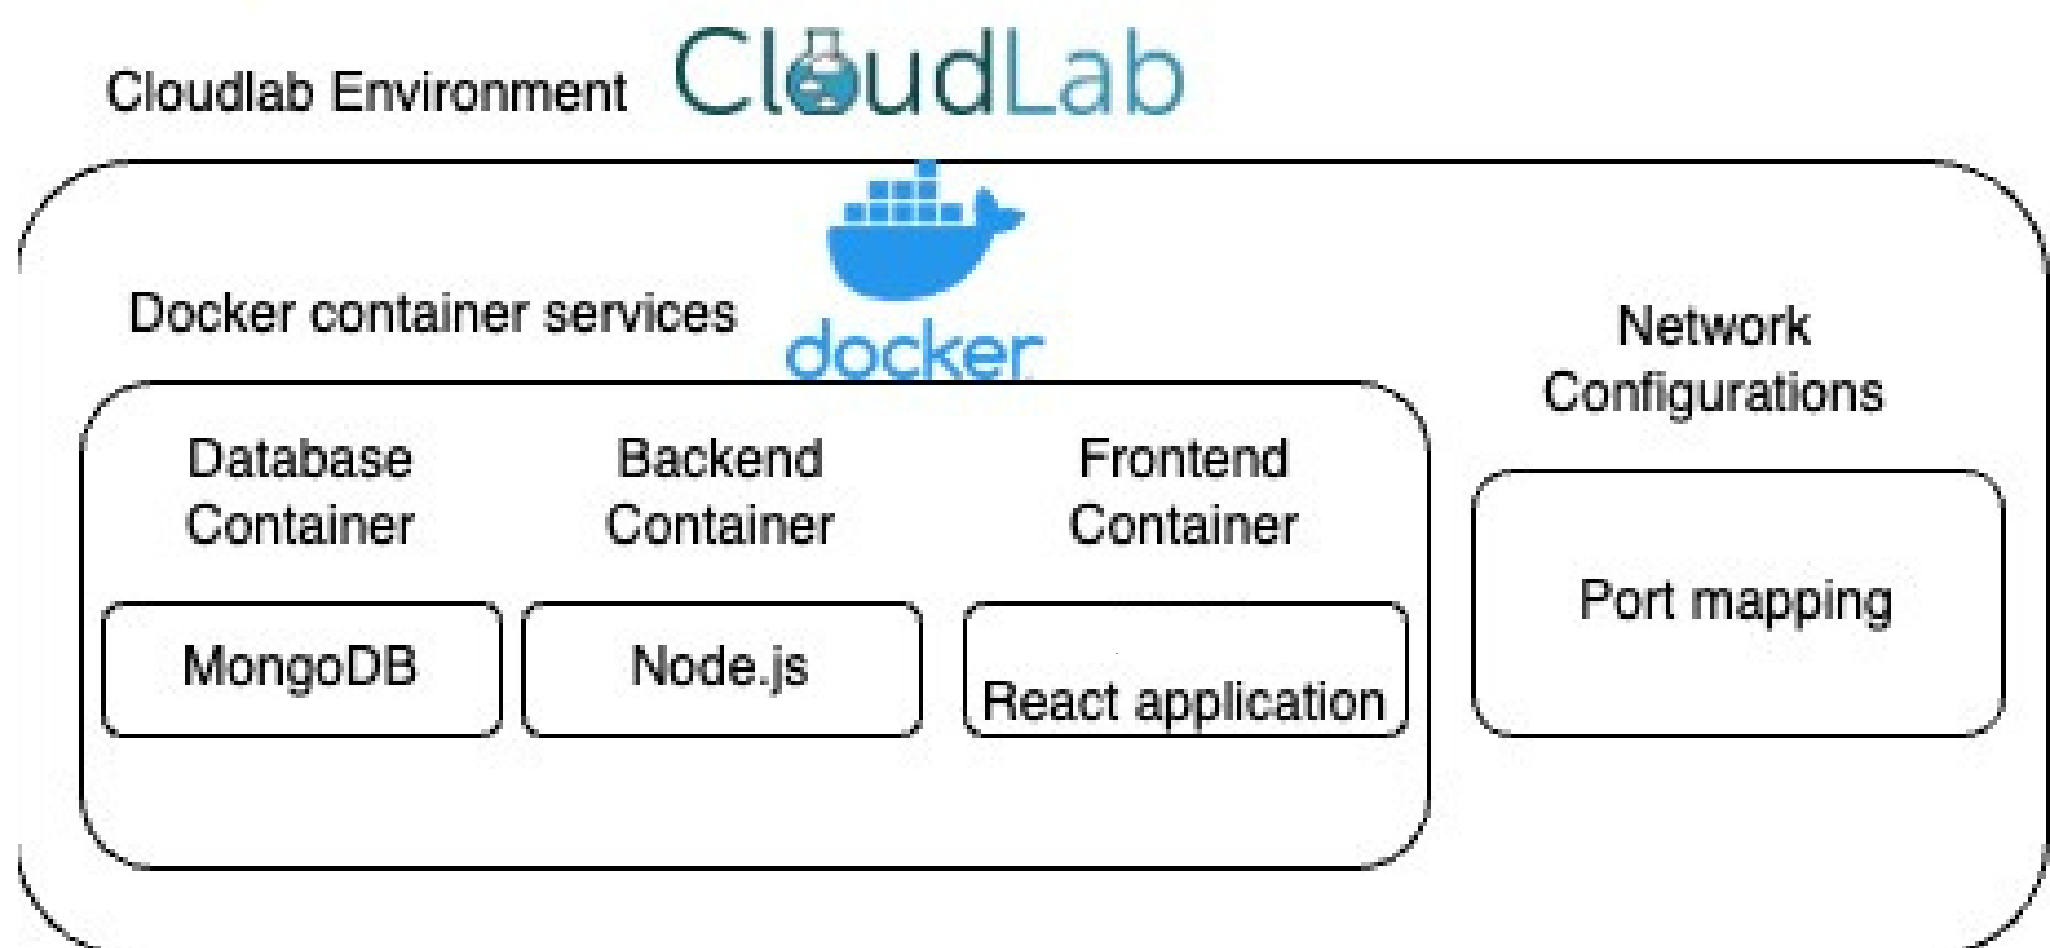 Cloudlab Environment
CloudLab
docker
Docker container services
Network
Configurations
Database
Container
Backend
Container
Frontend
Container
MongoDB
Node.js
React application
Port mapping